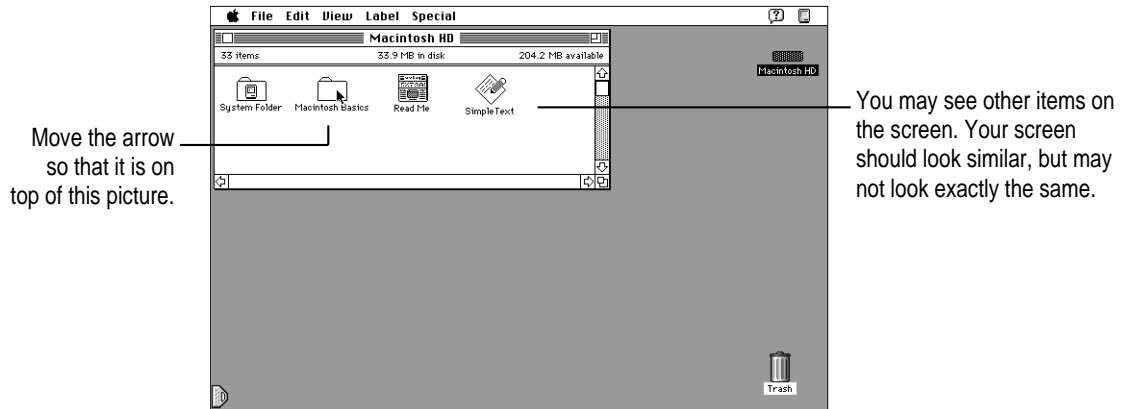 File Edit View Label Special
Macintosh HD
33 items 33.9 MB in disk 204.2 MB available
System Folder Macintosh Basics Read Me SimpleText
Macintosh HD
Trash
Move the arrow
so that it is on
top of this picture.
You may see other items on
the screen. Your screen
should look similar, but may
not look exactly the same.